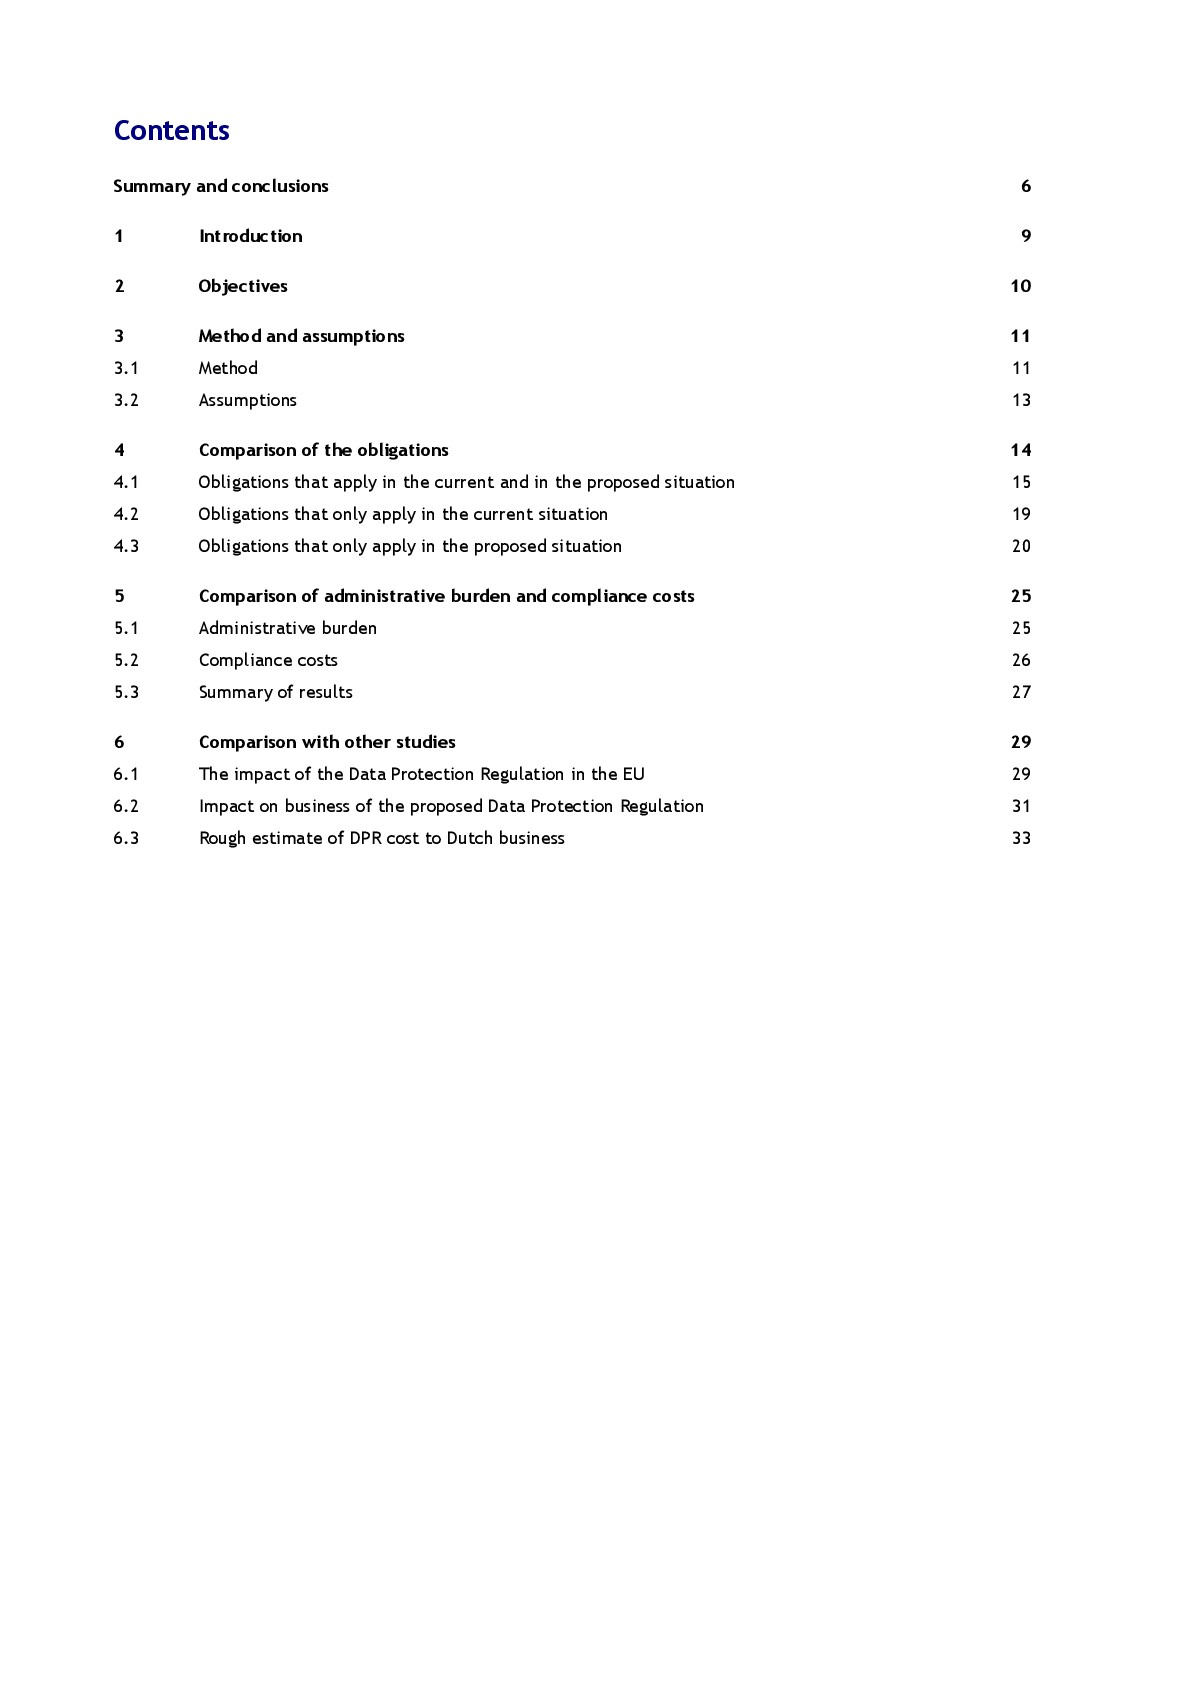 Contents
Summary and conclusions 6
1 Introduction 9
2 Objectives 10
3 Method and assumptions 11
3.1 Method 11
3.2 Assumptions 13
4 Comparison of the obligations 14
4.1 Obligations that apply in the current and in the proposed situation 15
4.2 Obligations that only apply in the current situation 19
4.3 Obligations that only apply in the proposed situation 20
5 Comparison of administrative burden and compliance costs 25
5.1 Administrative burden 25
5.2 Compliance costs 26
5.3 Summary of results 27
6 Comparison with other studies 29
6.1 The impact of the Data Protection Regulation in the EU 29
6.2 Impact on business of the proposed Data Protection Regulation 31
6.3 Rough estimate of DPR cost to Dutch business 33